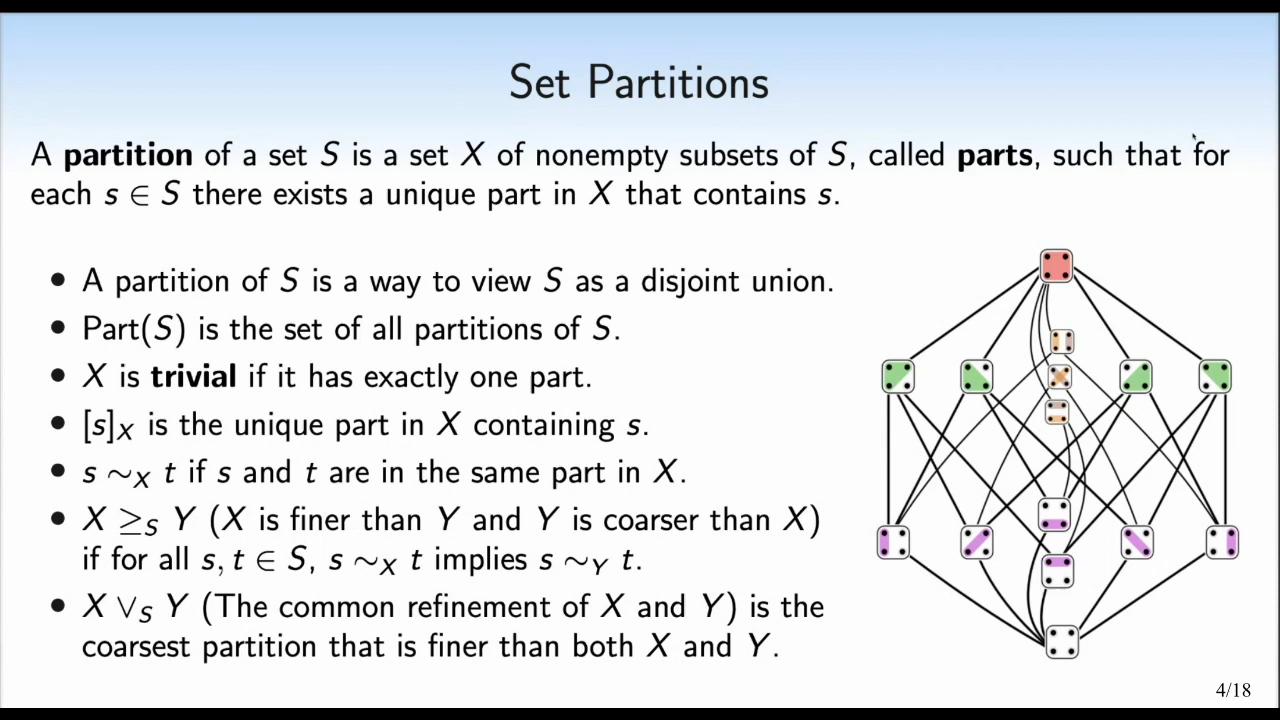 Set Partitions
A partition of a set S is a set X of nonempty subsets of S, called parts, such that for
each s ∈ S there exists a unique part in X that contains s.
• A partition of S is a way to view S as a disjoint union.
• Part(S) is the set of all partitions of S.
• X is trivial if it has exactly one part.
• [s]_X is the unique part in X containing s.
• s ∼_X t if s and t are in the same part in X.
• X ≥_S Y (X is finer than Y and Y is coarser than X)
if for all s, t ∈ S, s ∼_X t implies s ∼_Y t.
• X ∨_S Y (The common refinement of X and Y) is the
coarsest partition that is finer than both X and Y.
4/18